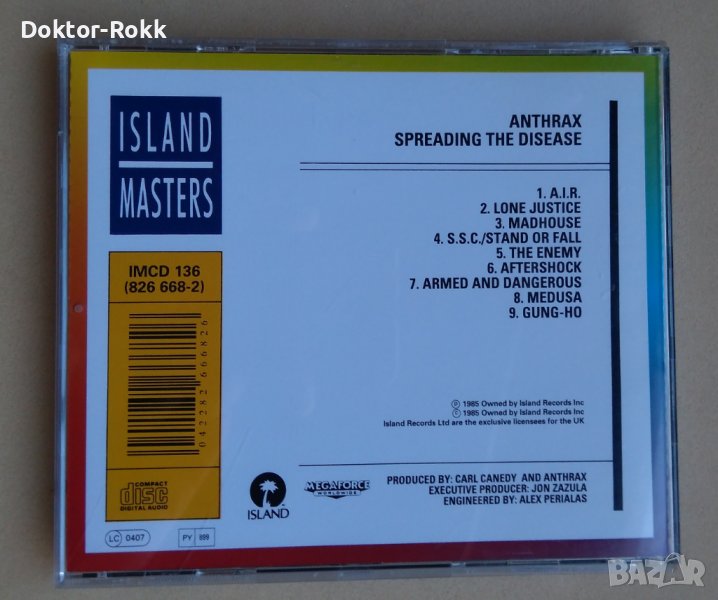 Doktor-Rokk
ISLAND
MASTERS
IMCD 136
(826 668-2)
042282666826
COMPACT
disc
DIGITAL AUDIO
LC 0407
PY 899
ANTHRAX
SPREADING THE DISEASE
1. A.I.R.
2. LONE JUSTICE
3. MADHOUSE
4. S.S.C./STAND OR FALL
5. THE ENEMY
6. AFTERSHOCK
7. ARMED AND DANGEROUS
8. MEDUSA
9. GUNG-HO
Ⓟ 1985 Owned by Island Records Inc
© 1985 Owned by Island Records Inc
Island Records Ltd are the exclusive licensees for the UK
ISLAND
MEGAFORCE
WORLDWIDE
PRODUCED BY: CARL CANEDY AND ANTHRAX
EXECUTIVE PRODUCER: JON ZAZULA
ENGINEERED BY: ALEX PERIALAS
BAZAR